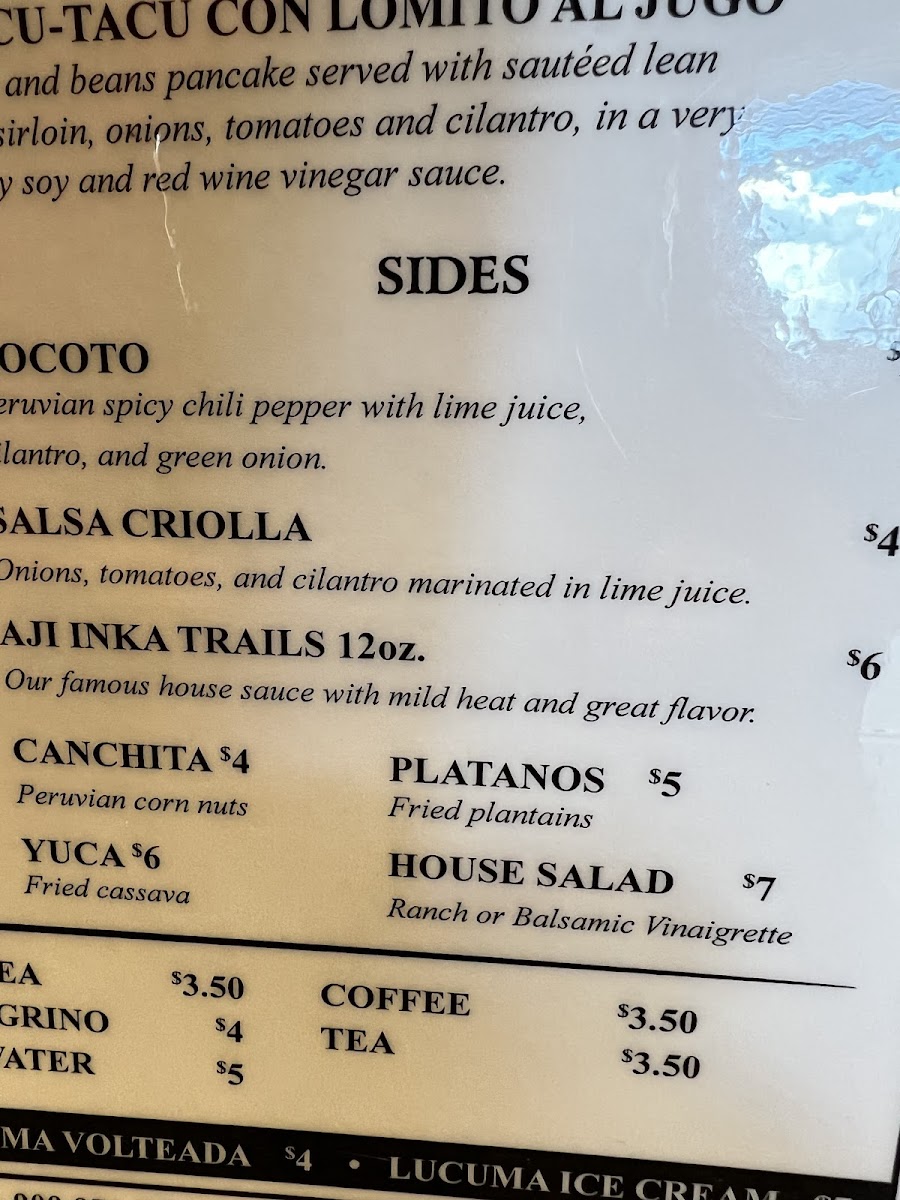 CU-TACU CON LOMITO AL JUGO
and beans pancake served with sautéed lean
sirloin, onions, tomatoes and cilantro, in a very
y soy and red wine vinegar sauce.
SIDES
OCOTO $
eruvian spicy chili pepper with lime juice,
ilantro, and green onion.
SALSA CRIOLLA $4
Onions, tomatoes, and cilantro marinated in lime juice.
AJI INKA TRAILS 12oz. $6
Our famous house sauce with mild heat and great flavor.
CANCHITA $4
Peruvian corn nuts
PLATANOS $5
Fried plantains
YUCA $6
Fried cassava
HOUSE SALAD $7
Ranch or Balsamic Vinaigrette
EA $3.50
GRINO $4
WATER $5
COFFEE $3.50
TEA $3.50
MA VOLTEADA $4 • LUCUMA ICE CREAM